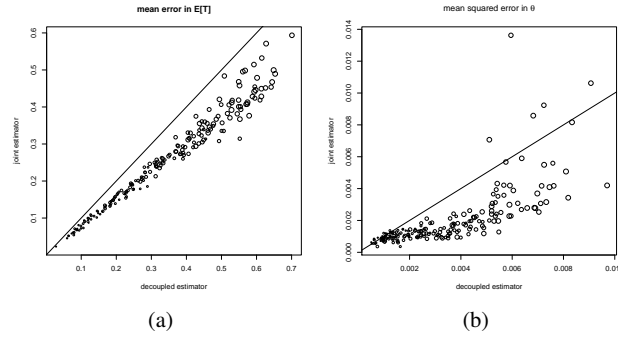 mean error in E[T]
joint estimator
0.1 0.2 0.3 0.4 0.5 0.6
0.1 0.2 0.3 0.4 0.5 0.6 0.7
decoupled estimator
(a)
mean squared error in θ
joint estimator
0.000 0.002 0.004 0.006 0.008 0.010 0.012 0.014
0.002 0.004 0.006 0.008 0.01
decoupled estimator
(b)